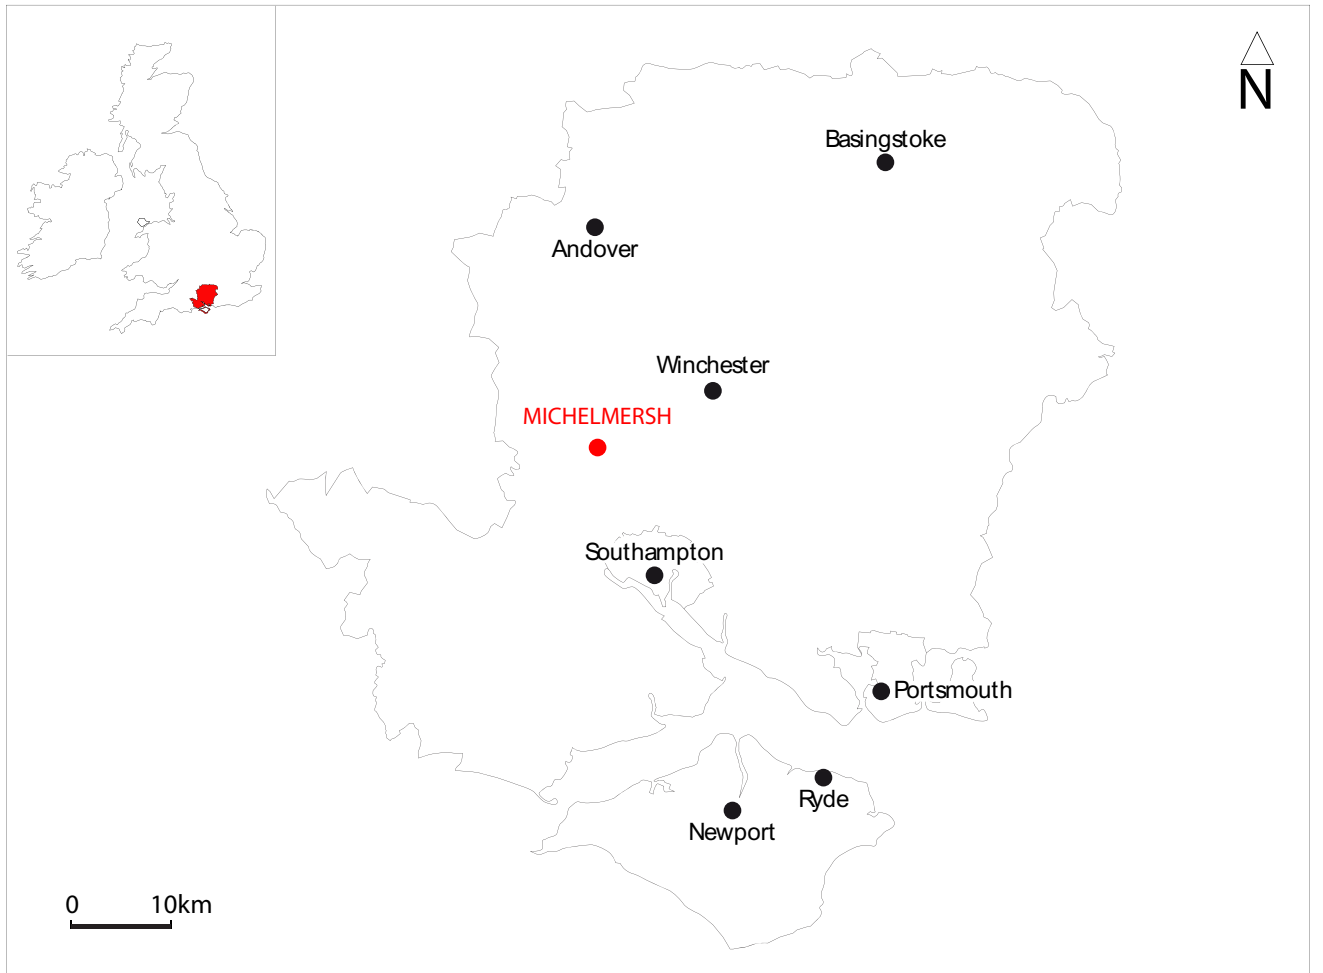 N
Basingstoke
Andover
Winchester
MICHELMERSH
Southampton
Portsmouth
Ryde
Newport
0 10km